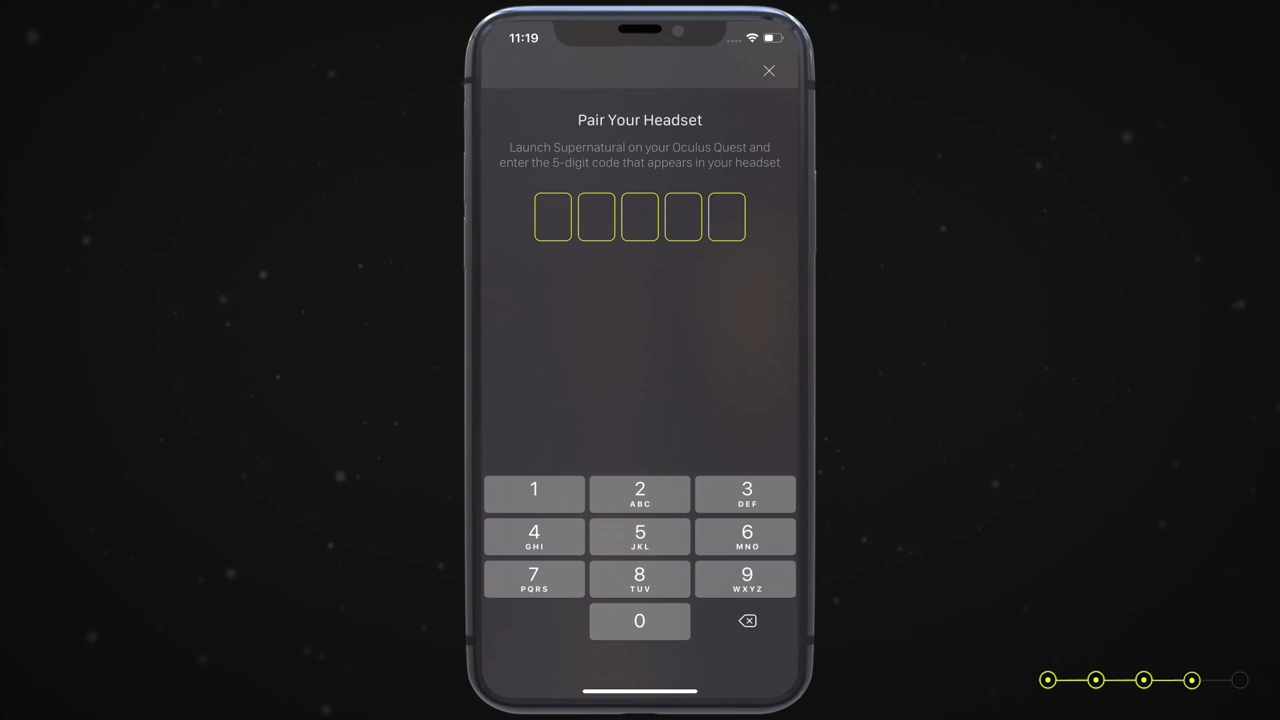 11:19
Pair Your Headset
Launch Supernatural on your Oculus Quest and
enter the 5-digit code that appears in your headset
1
2
ABC
3
DEF
4
GHI
5
JKL
6
MNO
7
PQRS
8
TUV
9
WXYZ
0